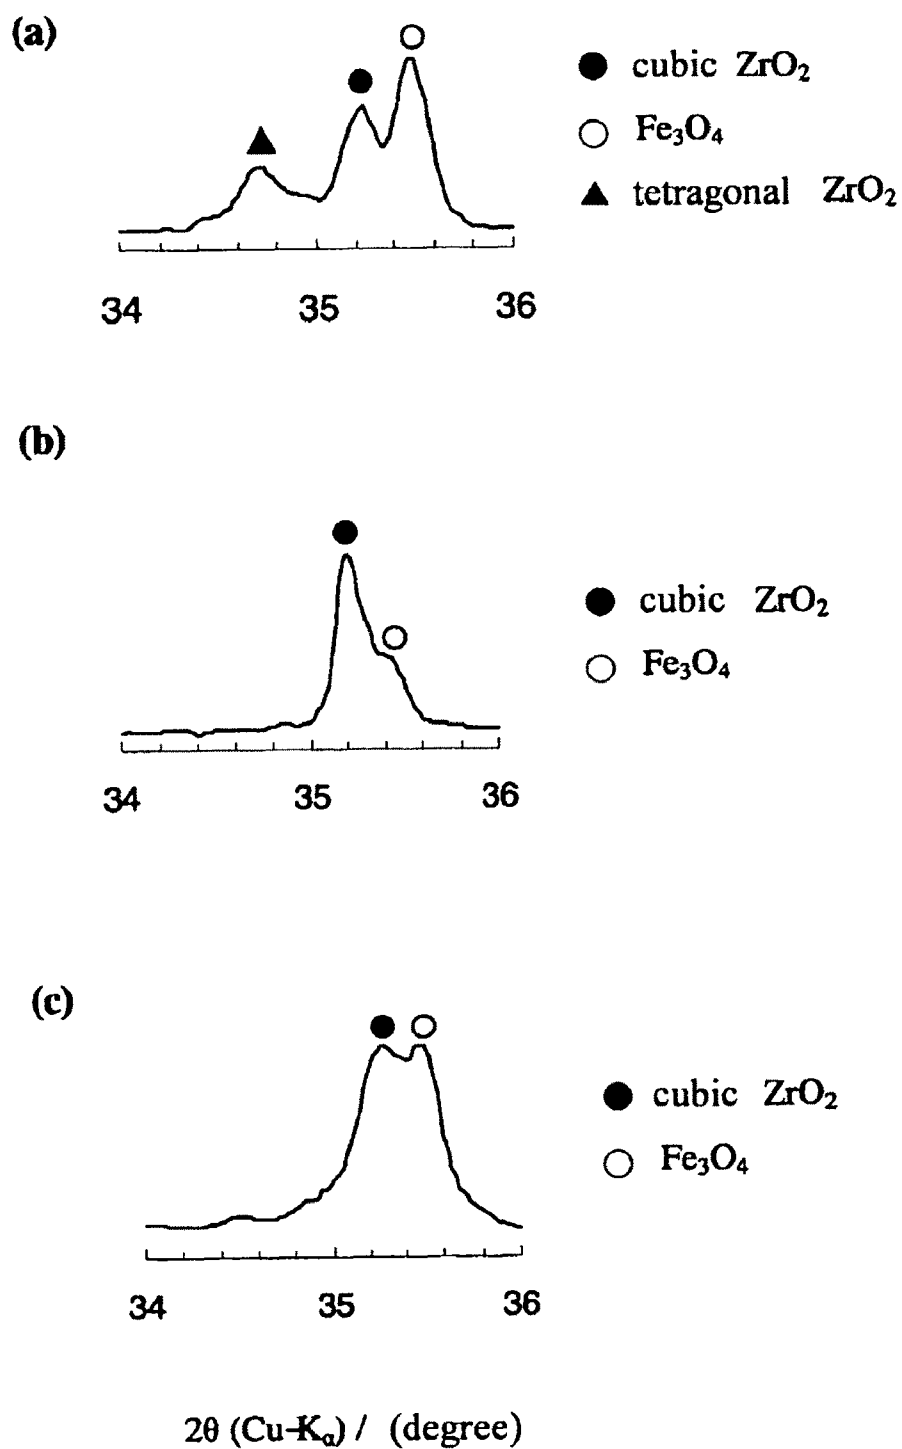 (a)
● cubic ZrO₂
○ Fe₃O₄
▲ tetragonal ZrO₂
34 35 36
(b)
● cubic ZrO₂
○ Fe₃O₄
34 35 36
(c)
● cubic ZrO₂
○ Fe₃O₄
34 35 36
2θ (Cu-Kα) / (degree)